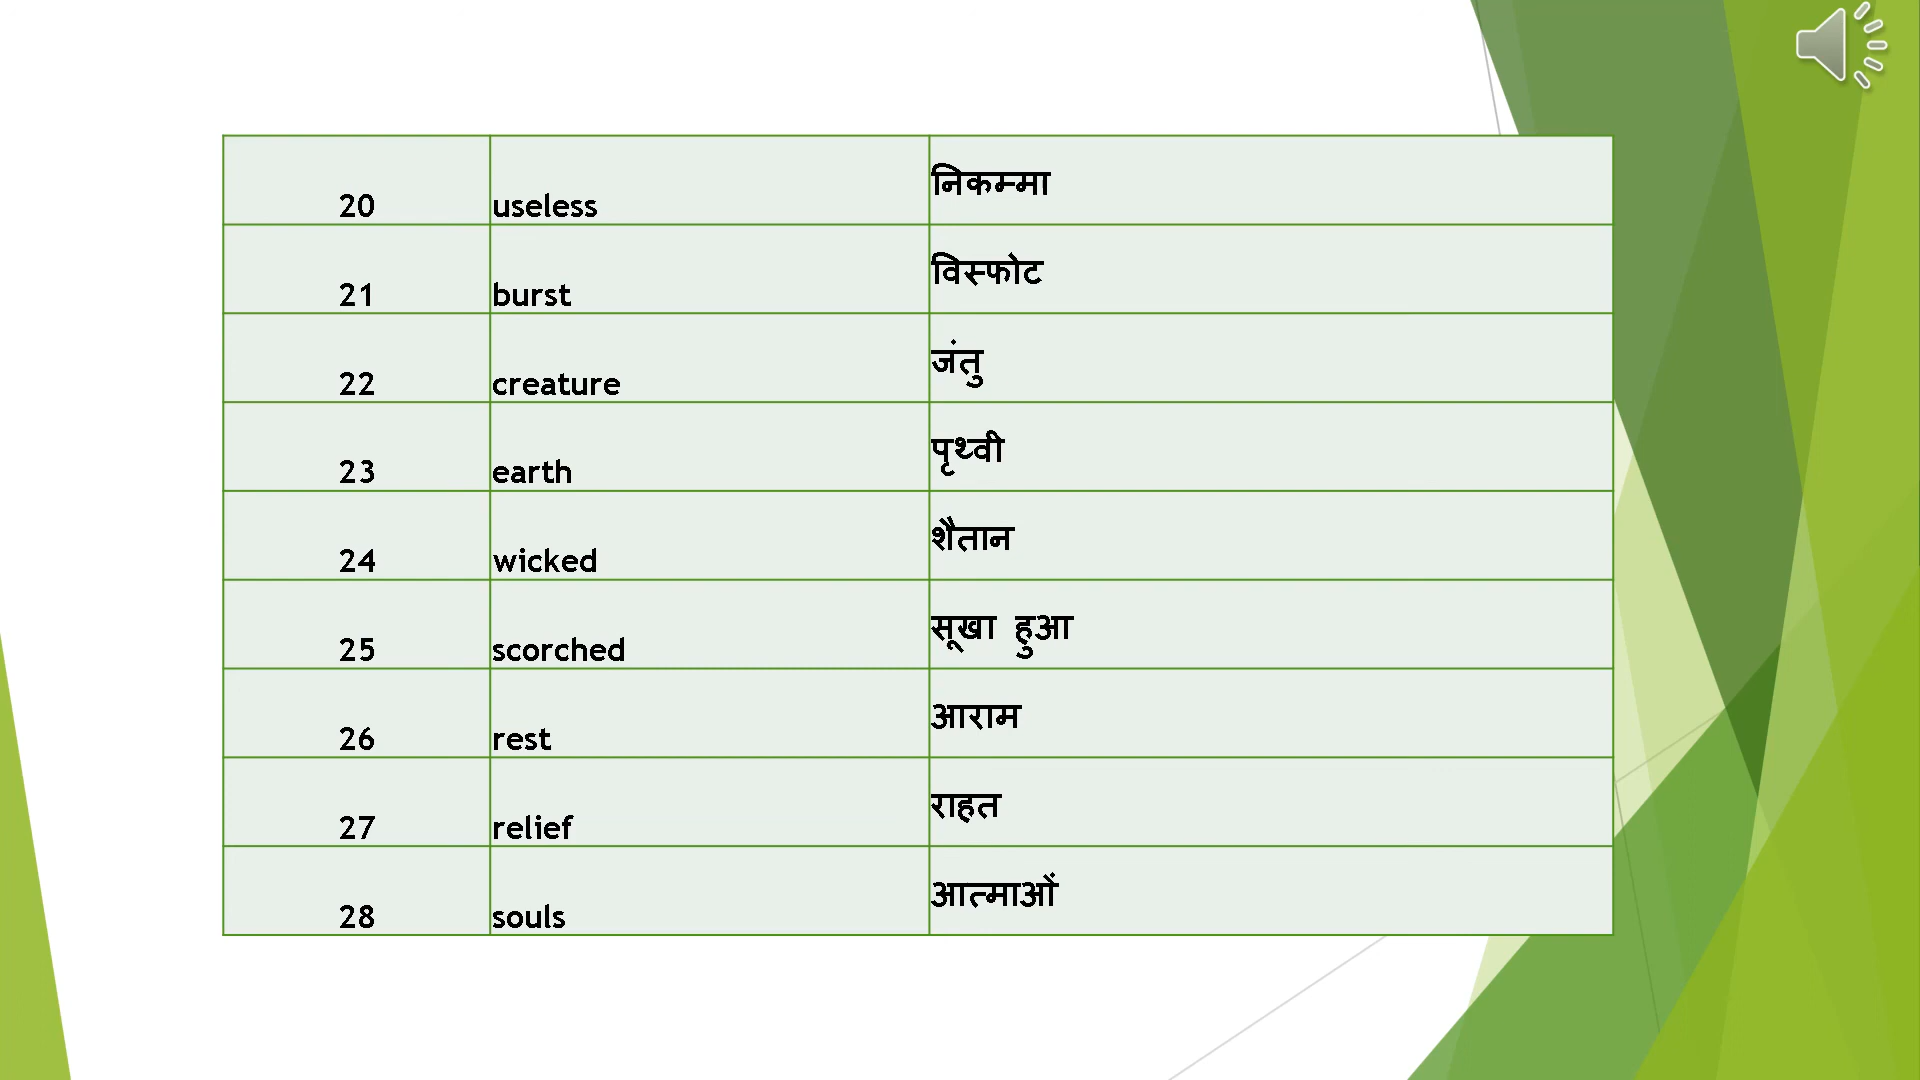 20 useless निकम्मा
21 burst विस्फोट
22 creature जंतु
23 earth पृथ्वी
24 wicked शैतान
25 scorched सूखा हुआ
26 rest आराम
27 relief राहत
28 souls आत्माओं